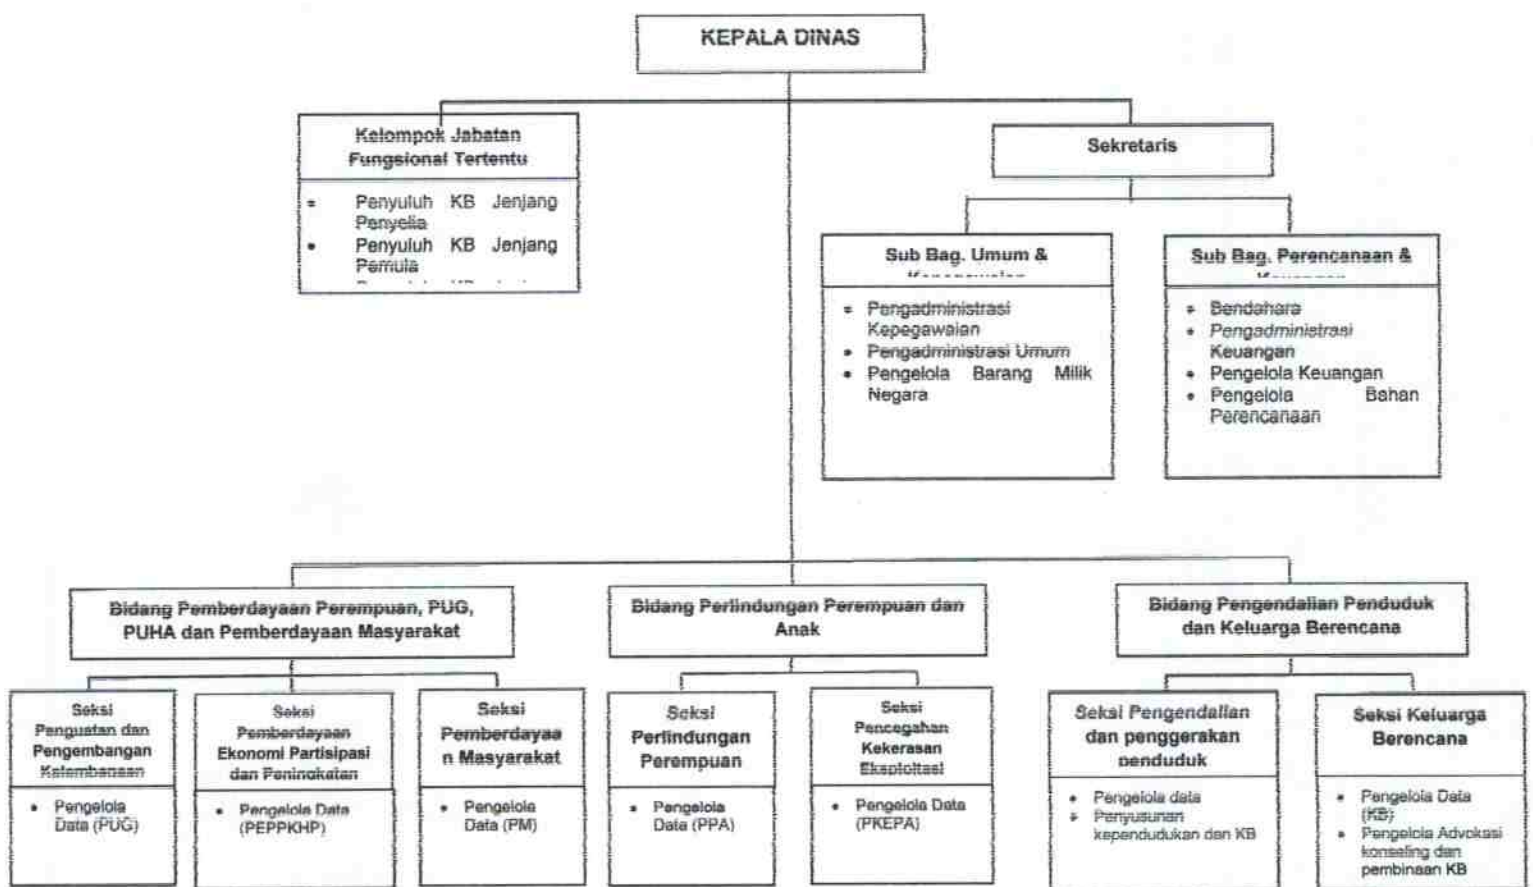 KEPALA DINAS
Kelompok Jabatan
Fungsional Tertentu
• Penyuluh KB Jenjang
Penyelia
• Penyuluh KB Jenjang
Pemula
Sekretaris
Sub Bag. Umum &
Kepegawaian
• Pengadministrasi
Kepegawaian
• Pengadministrasi Umum
• Pengelola Barang Milik
Negara
Sub Bag. Perencanaan &
Keuangan
• Bendahara
• Pengadministrasi
Keuangan
• Pengelola Keuangan
• Pengelola Bahan
Perencanaan
Bidang Pemberdayaan Perempuan, PUG,
PUHA dan Pemberdayaan Masyarakat
Bidang Perlindungan Perempuan dan
Anak
Bidang Pengendalian Penduduk
dan Keluarga Berencana
Seksi
Penguatan dan
Pengembangan
Kelembagaan
• Pengelola
Data (PUG)
Seksi
Pemberdayaan
Ekonomi Partisipasi
dan Peningkatan
• Pengelola Data
(PEPPKHP)
Seksi
Pemberdayaa
n Masyarakat
• Pengelola
Data (PM)
Seksi
Perlindungan
Perempuan
• Pengelola
Data (PPA)
Seksi
Pencegahan
Kekerasan
Eksploitasi
• Pengelola Data
(PKEPA)
Seksi Pengendalian
dan penggerakan
penduduk
• Pengelola data
• Penyusunan
kependudukan dan KB
Seksi Keluarga
Berencana
• Pengelola Data
(KB)
• Pengelola Advokasi
konseling dan
pembinaan KB